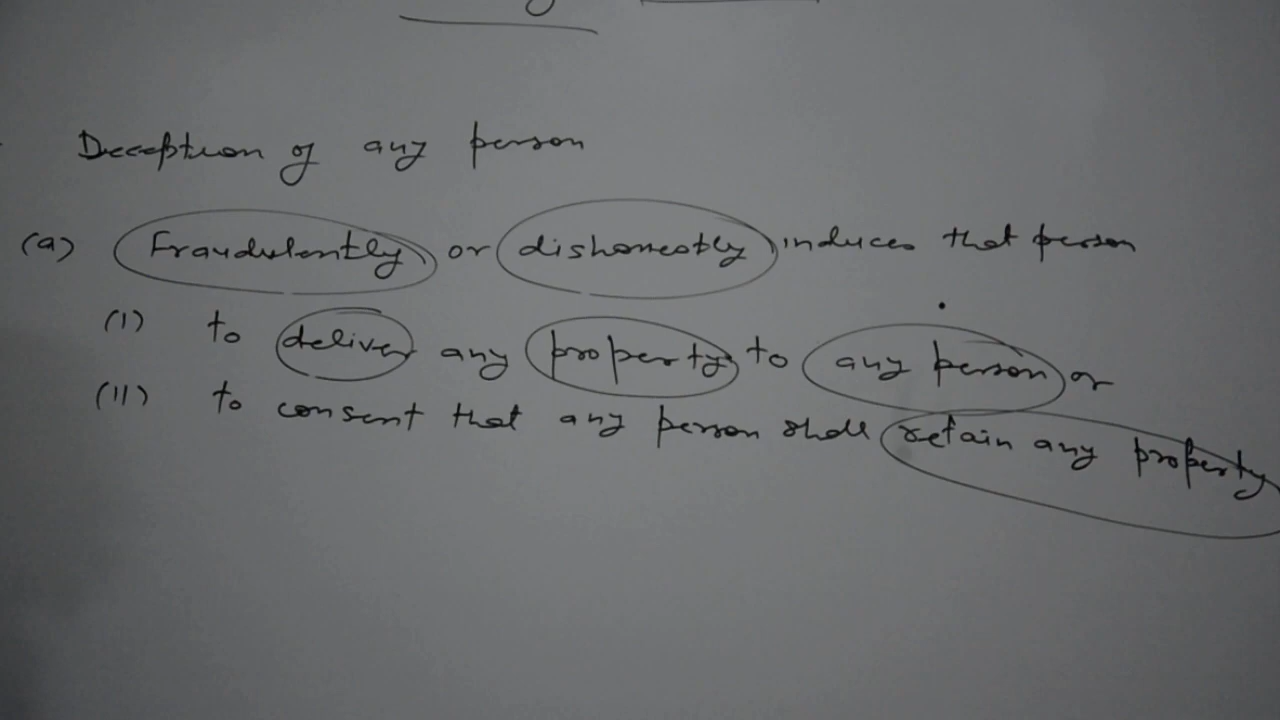 Deception of any person
(a) Fraudulently or dishonestly induces that person
(I) to deliver any property to any person or
(II) to consent that any person shall retain any property